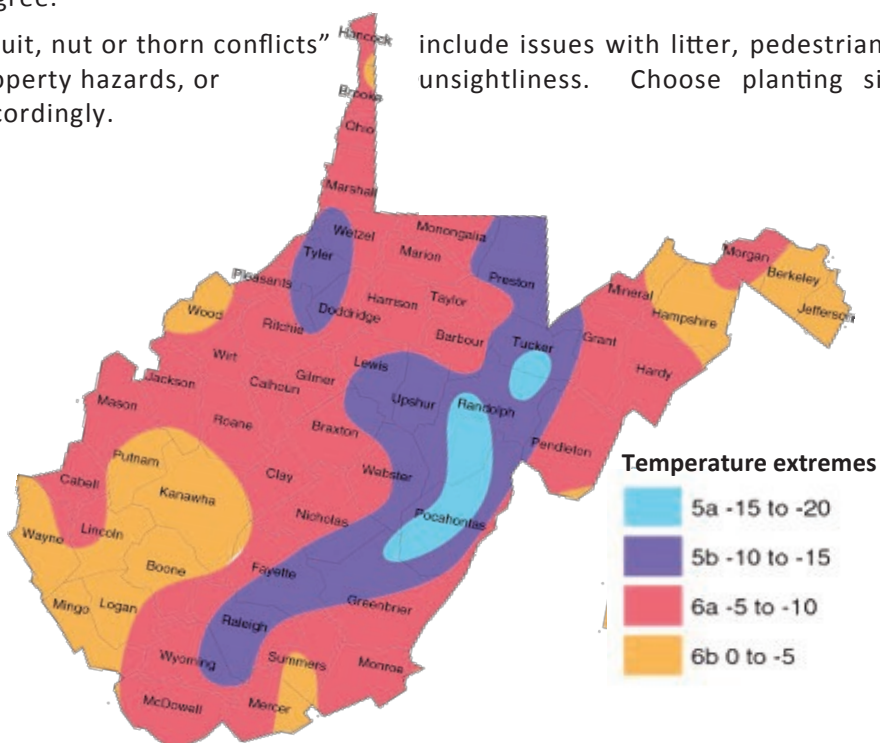 gree.
uit, nut or thorn conflicts” include issues with litter, pedestrian
operty hazards, or unsightliness. Choose planting si
cordingly.
Hancock
Brooke
Ohio
Marshall
Wetzel
Monongalia
Marion
Tyler
Preston
Morgan
Berkeley
Pleasants
Mineral
Jefferson
Wood
Doddridge
Harrison
Taylor
Hampshire
Ritchie
Barbour
Tucker
Grant
Wirt
Lewis
Hardy
Jackson
Calhoun
Gilmer
Mason
Upshur
Randolph
Roane
Braxton
Pendleton
Putnam
Temperature extremes
Cabell
Kanawha
Clay
Webster
5a -15 to -20
Nicholas
Pocahontas
Wayne
Lincoln
5b -10 to -15
Boone
Fayette
Mingo
Logan
Greenbrier
6a -5 to -10
Raleigh
Wyoming
Summers
Monroe
6b 0 to -5
McDowell
Mercer